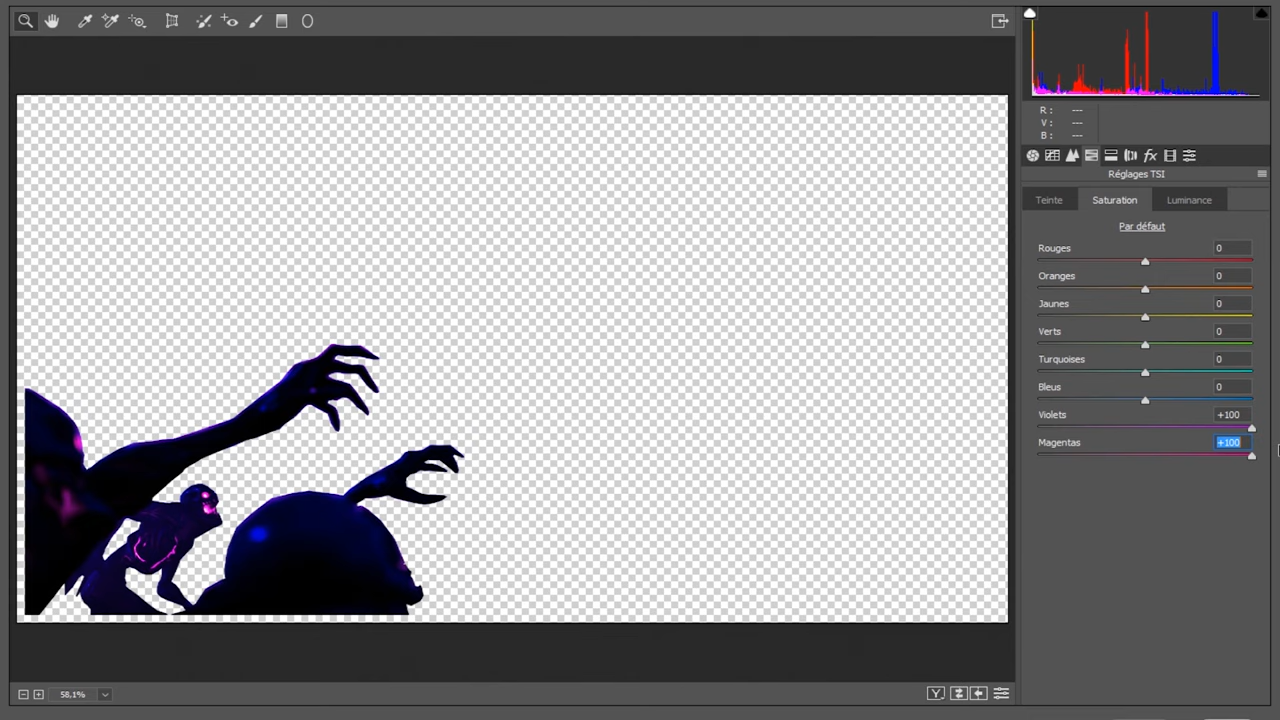 R : ---
V : ---
B : ---
fx
Réglages TSI
Teinte Saturation Luminance
Par défaut
Rouges 0
Oranges 0
Jaunes 0
Verts 0
Turquoises 0
Bleus 0
Violets +100
Magentas +100
58,1% Y